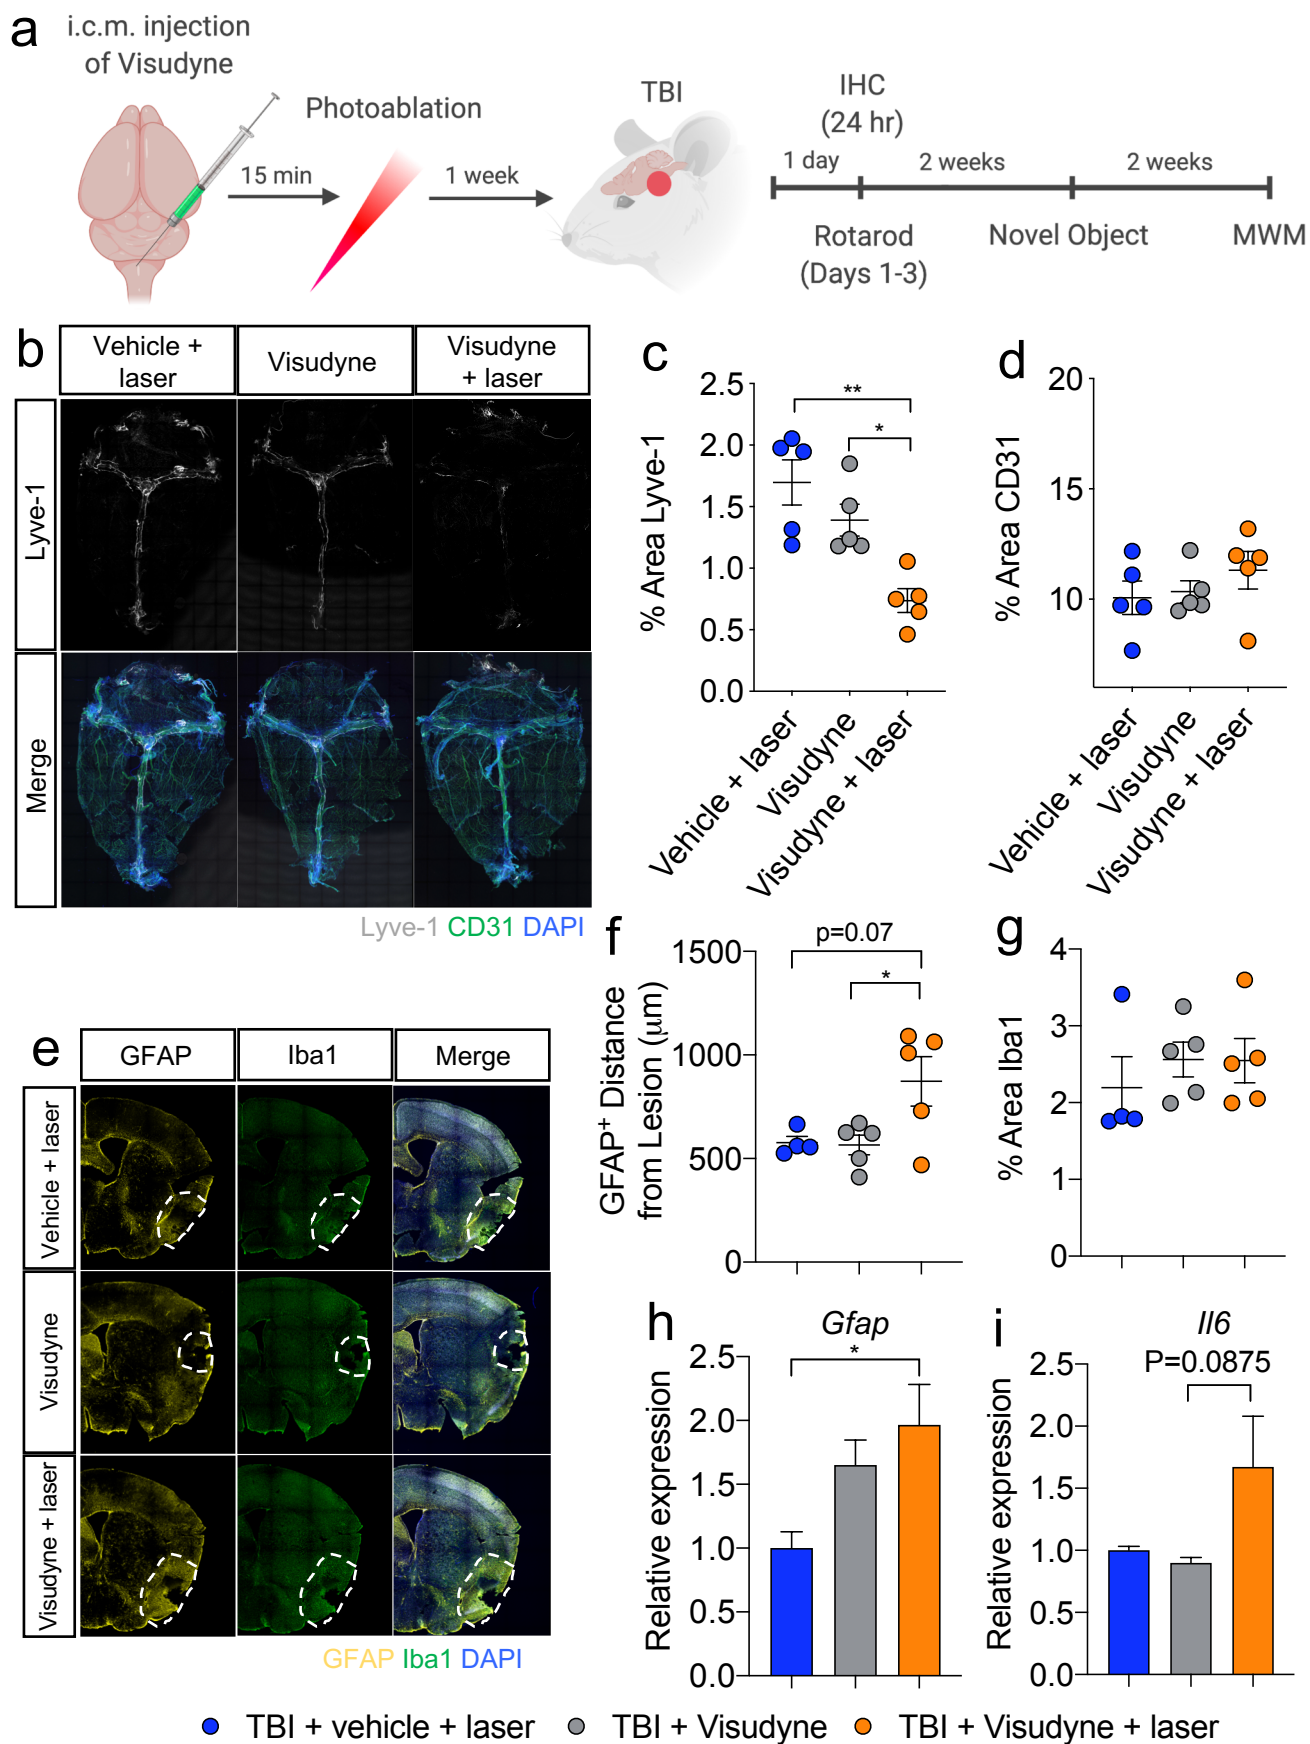 a
i.c.m. injection
of Visudyne
15 min
Photoablation
1 week
TBI
IHC
(24 hr)
1 day
2 weeks
2 weeks
Rotarod
(Days 1-3)
Novel Object
MWM
b
Vehicle +
laser
Visudyne
Visudyne
+ laser
Lyve-1
Merge
Lyve-1 CD31 DAPI
c
% Area Lyve-1
2.5
2.0
1.5
1.0
0.5
0.0
**
*
Vehicle + laser
Visudyne
Visudyne + laser
d
% Area CD31
20
15
10
Vehicle + laser
Visudyne
Visudyne + laser
e
GFAP
Iba1
Merge
Vehicle + laser
Visudyne
Visudyne + laser
GFAP Iba1 DAPI
f
GFAP+ Distance
from Lesion (μm)
1500
1000
500
0
p=0.07
*
g
% Area Iba1
4
3
2
1
0
h
Gfap
Relative expression
2.5
2.0
1.5
1.0
0.5
0.0
*
i
Il6
P=0.0875
Relative expression
2.5
2.0
1.5
1.0
0.5
0.0
TBI + vehicle + laser
TBI + Visudyne
TBI + Visudyne + laser